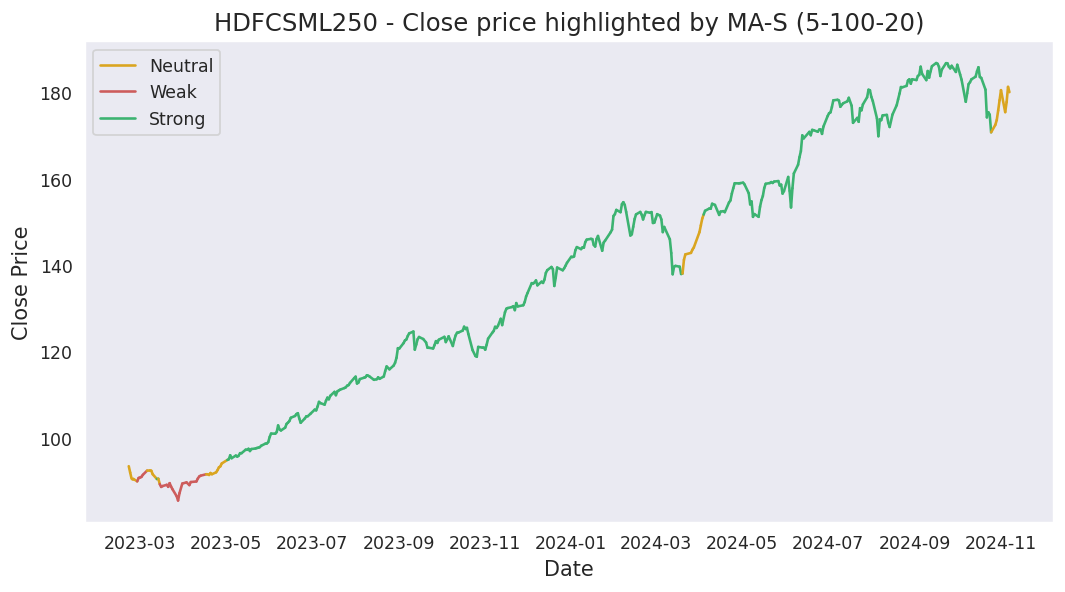 HDFCSML250 - Close price highlighted by MA-S (5-100-20)
Neutral
Weak
Strong
Close Price
180
160
140
120
100
2023-03 2023-05 2023-07 2023-09 2023-11 2024-01 2024-03 2024-05 2024-07 2024-09 2024-11
Date